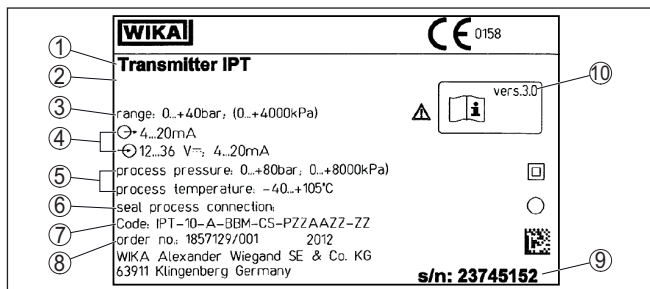 WIKA
CE 0158
① Transmitter IPT
②
vers.3.0 ⑩
③ range: 0...+40bar; (0...+4000kPa)
i
④ 4...20mA
12...36 V⎓; 4...20mA
⑤ process pressure: 0...+80bar; 0...+8000kPa)
process temperature: -40...+105°C
⑥ seal process connection:
⑦ Code: IPT-10-A-BBM-CS-PZZAAZZ-ZZ
⑧ order no.: 1857129/001 2012
WIKA Alexander Wiegand SE & Co. KG
63911 Klingenberg Germany
s/n: 23745152 ⑨